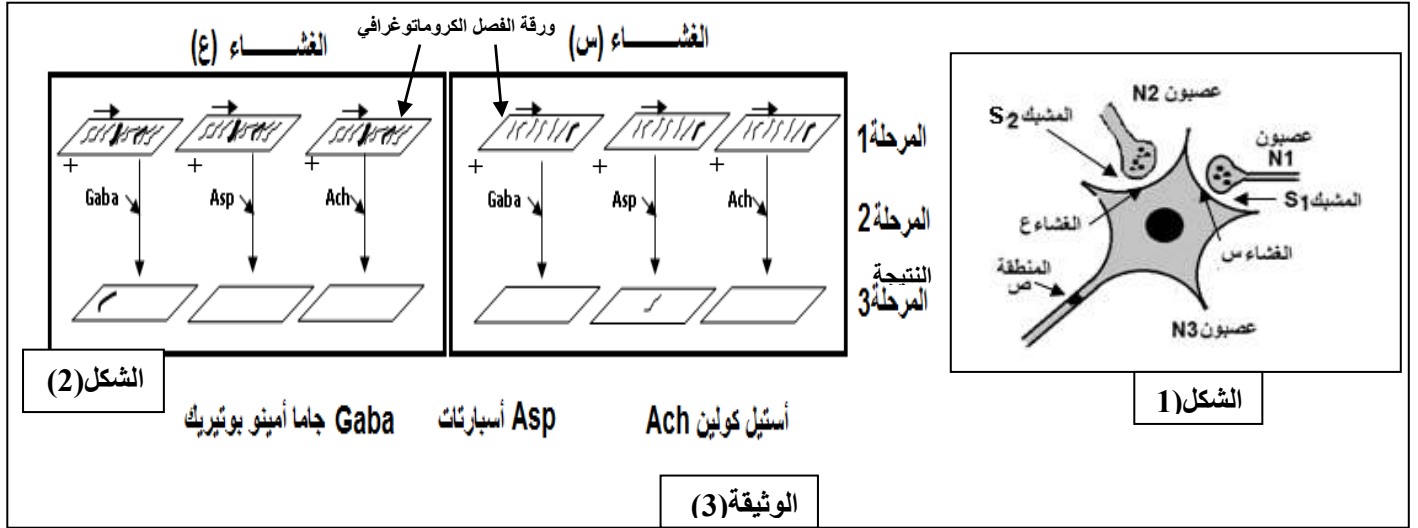 ورقة الفصل الكروماتوغرافي
الغشـــــاء (س)
الغشـــــاء (ع)
المرحلة1
المرحلة2
النتيجة
المرحلة3
+
Ach
+
Asp
+
Gaba
+
Ach
+
Asp
+
Gaba
الشكل(2)
أستيل كولين Ach
Asp أسبارتات
Gaba جاما أمينو بوتيريك
عصبون N2
المشبك S2
عصبون
N1
المشبك S1
الغشاء ع
الغشاء س
المنطقة
ص
عصبون N3
الشكل(1
الوثيقة(3)